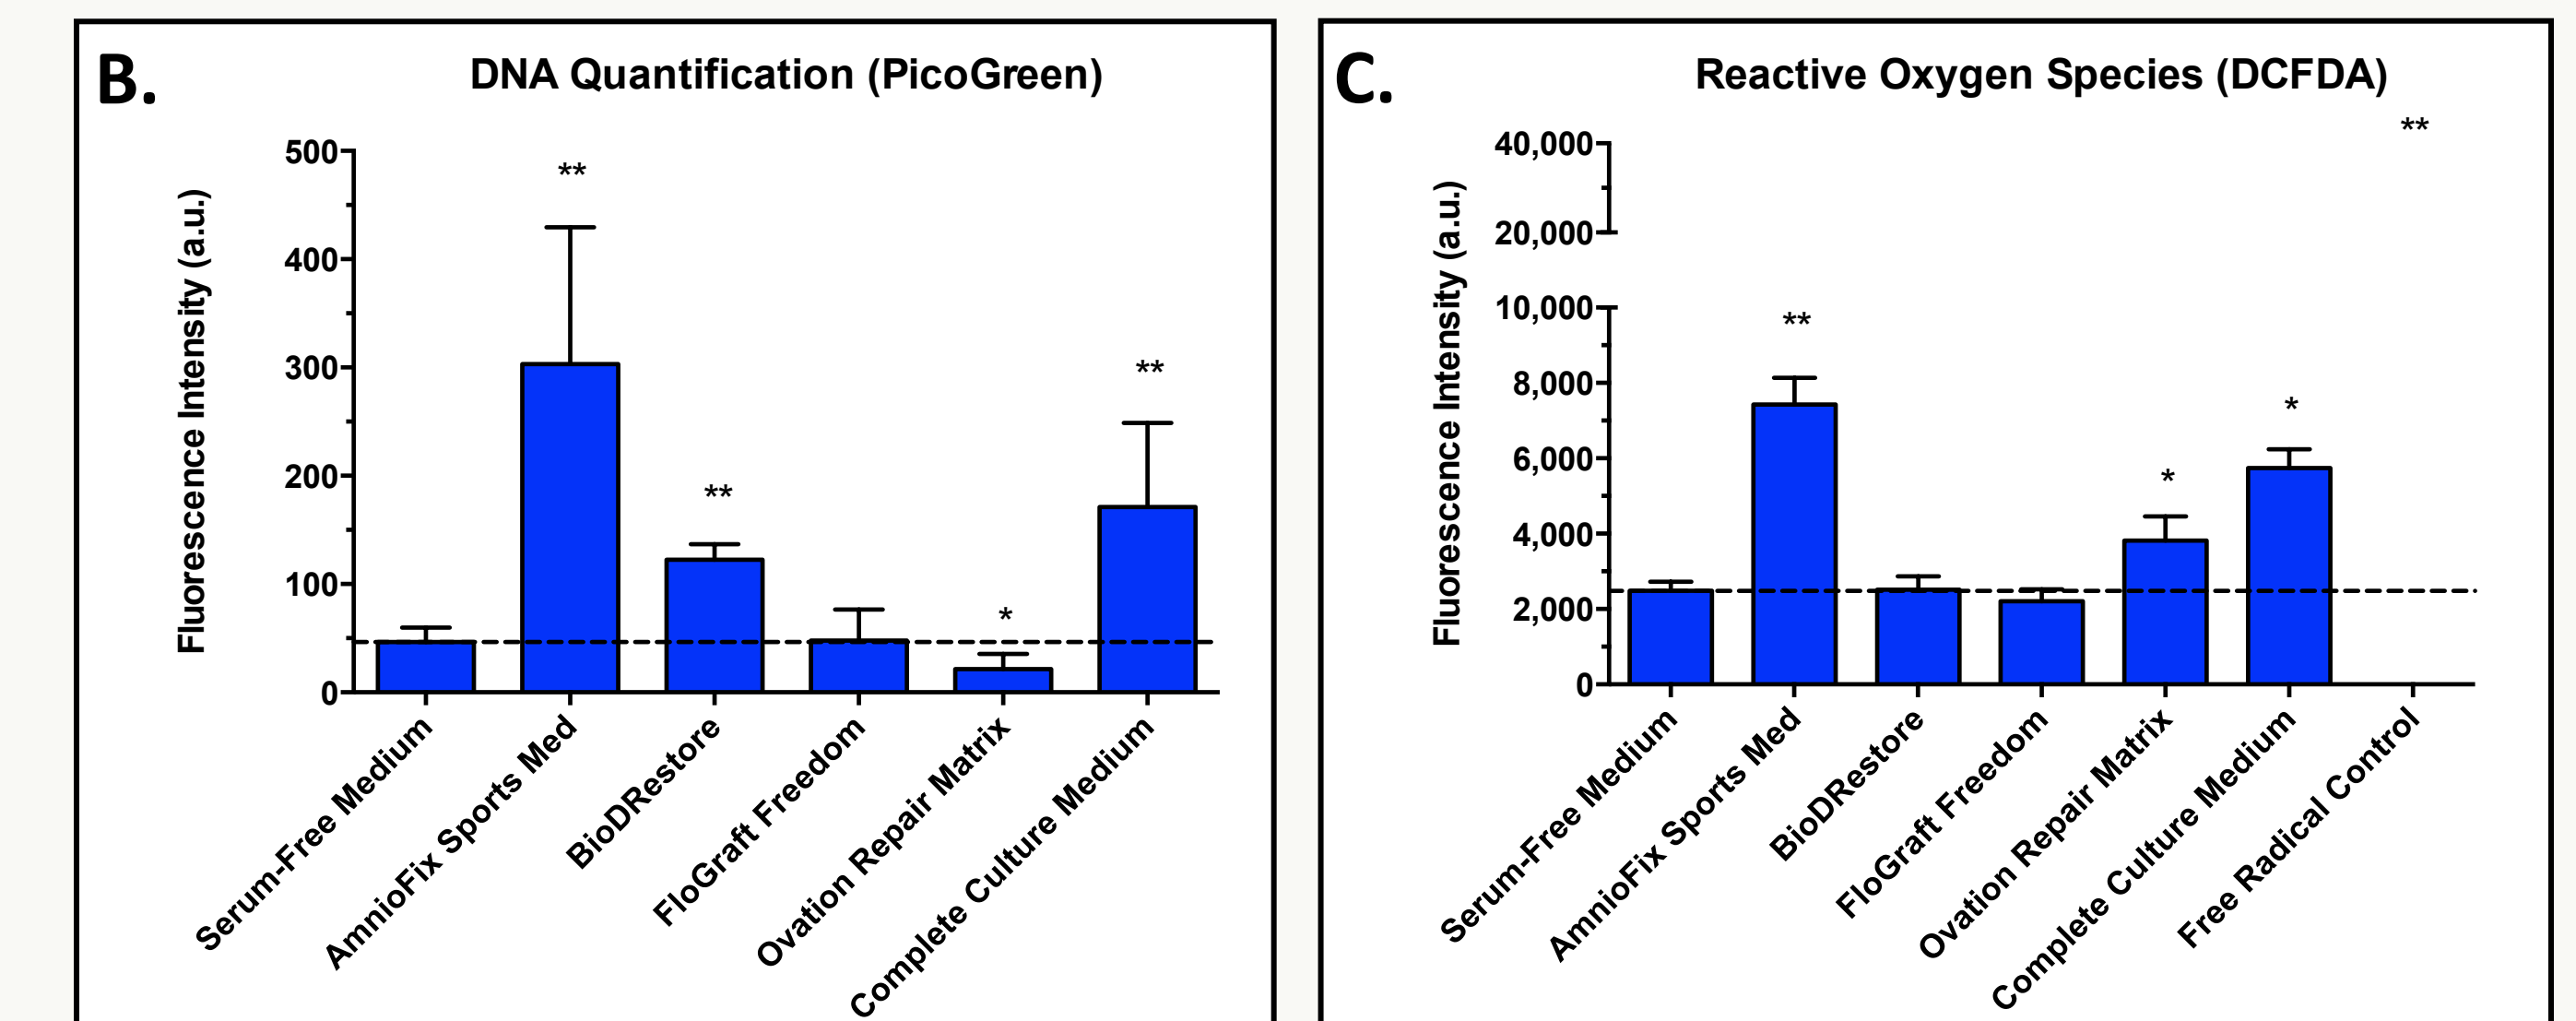 B.
DNA Quantification (PicoGreen)
Fluorescence Intensity (a.u.)
500
400
300
200
100
0
**
**
*
**
Serum-Free Medium
AmnioFix Sports Med
BioDRestore
FloGraft Freedom
Ovation Repair Matrix
Complete Culture Medium
C.
Reactive Oxygen Species (DCFDA)
Fluorescence Intensity (a.u.)
40,000
20,000
10,000
8,000
6,000
4,000
2,000
0
**
*
*
**
Serum-Free Medium
AmnioFix Sports Med
BioDRestore
FloGraft Freedom
Ovation Repair Matrix
Complete Culture Medium
Free Radical Control